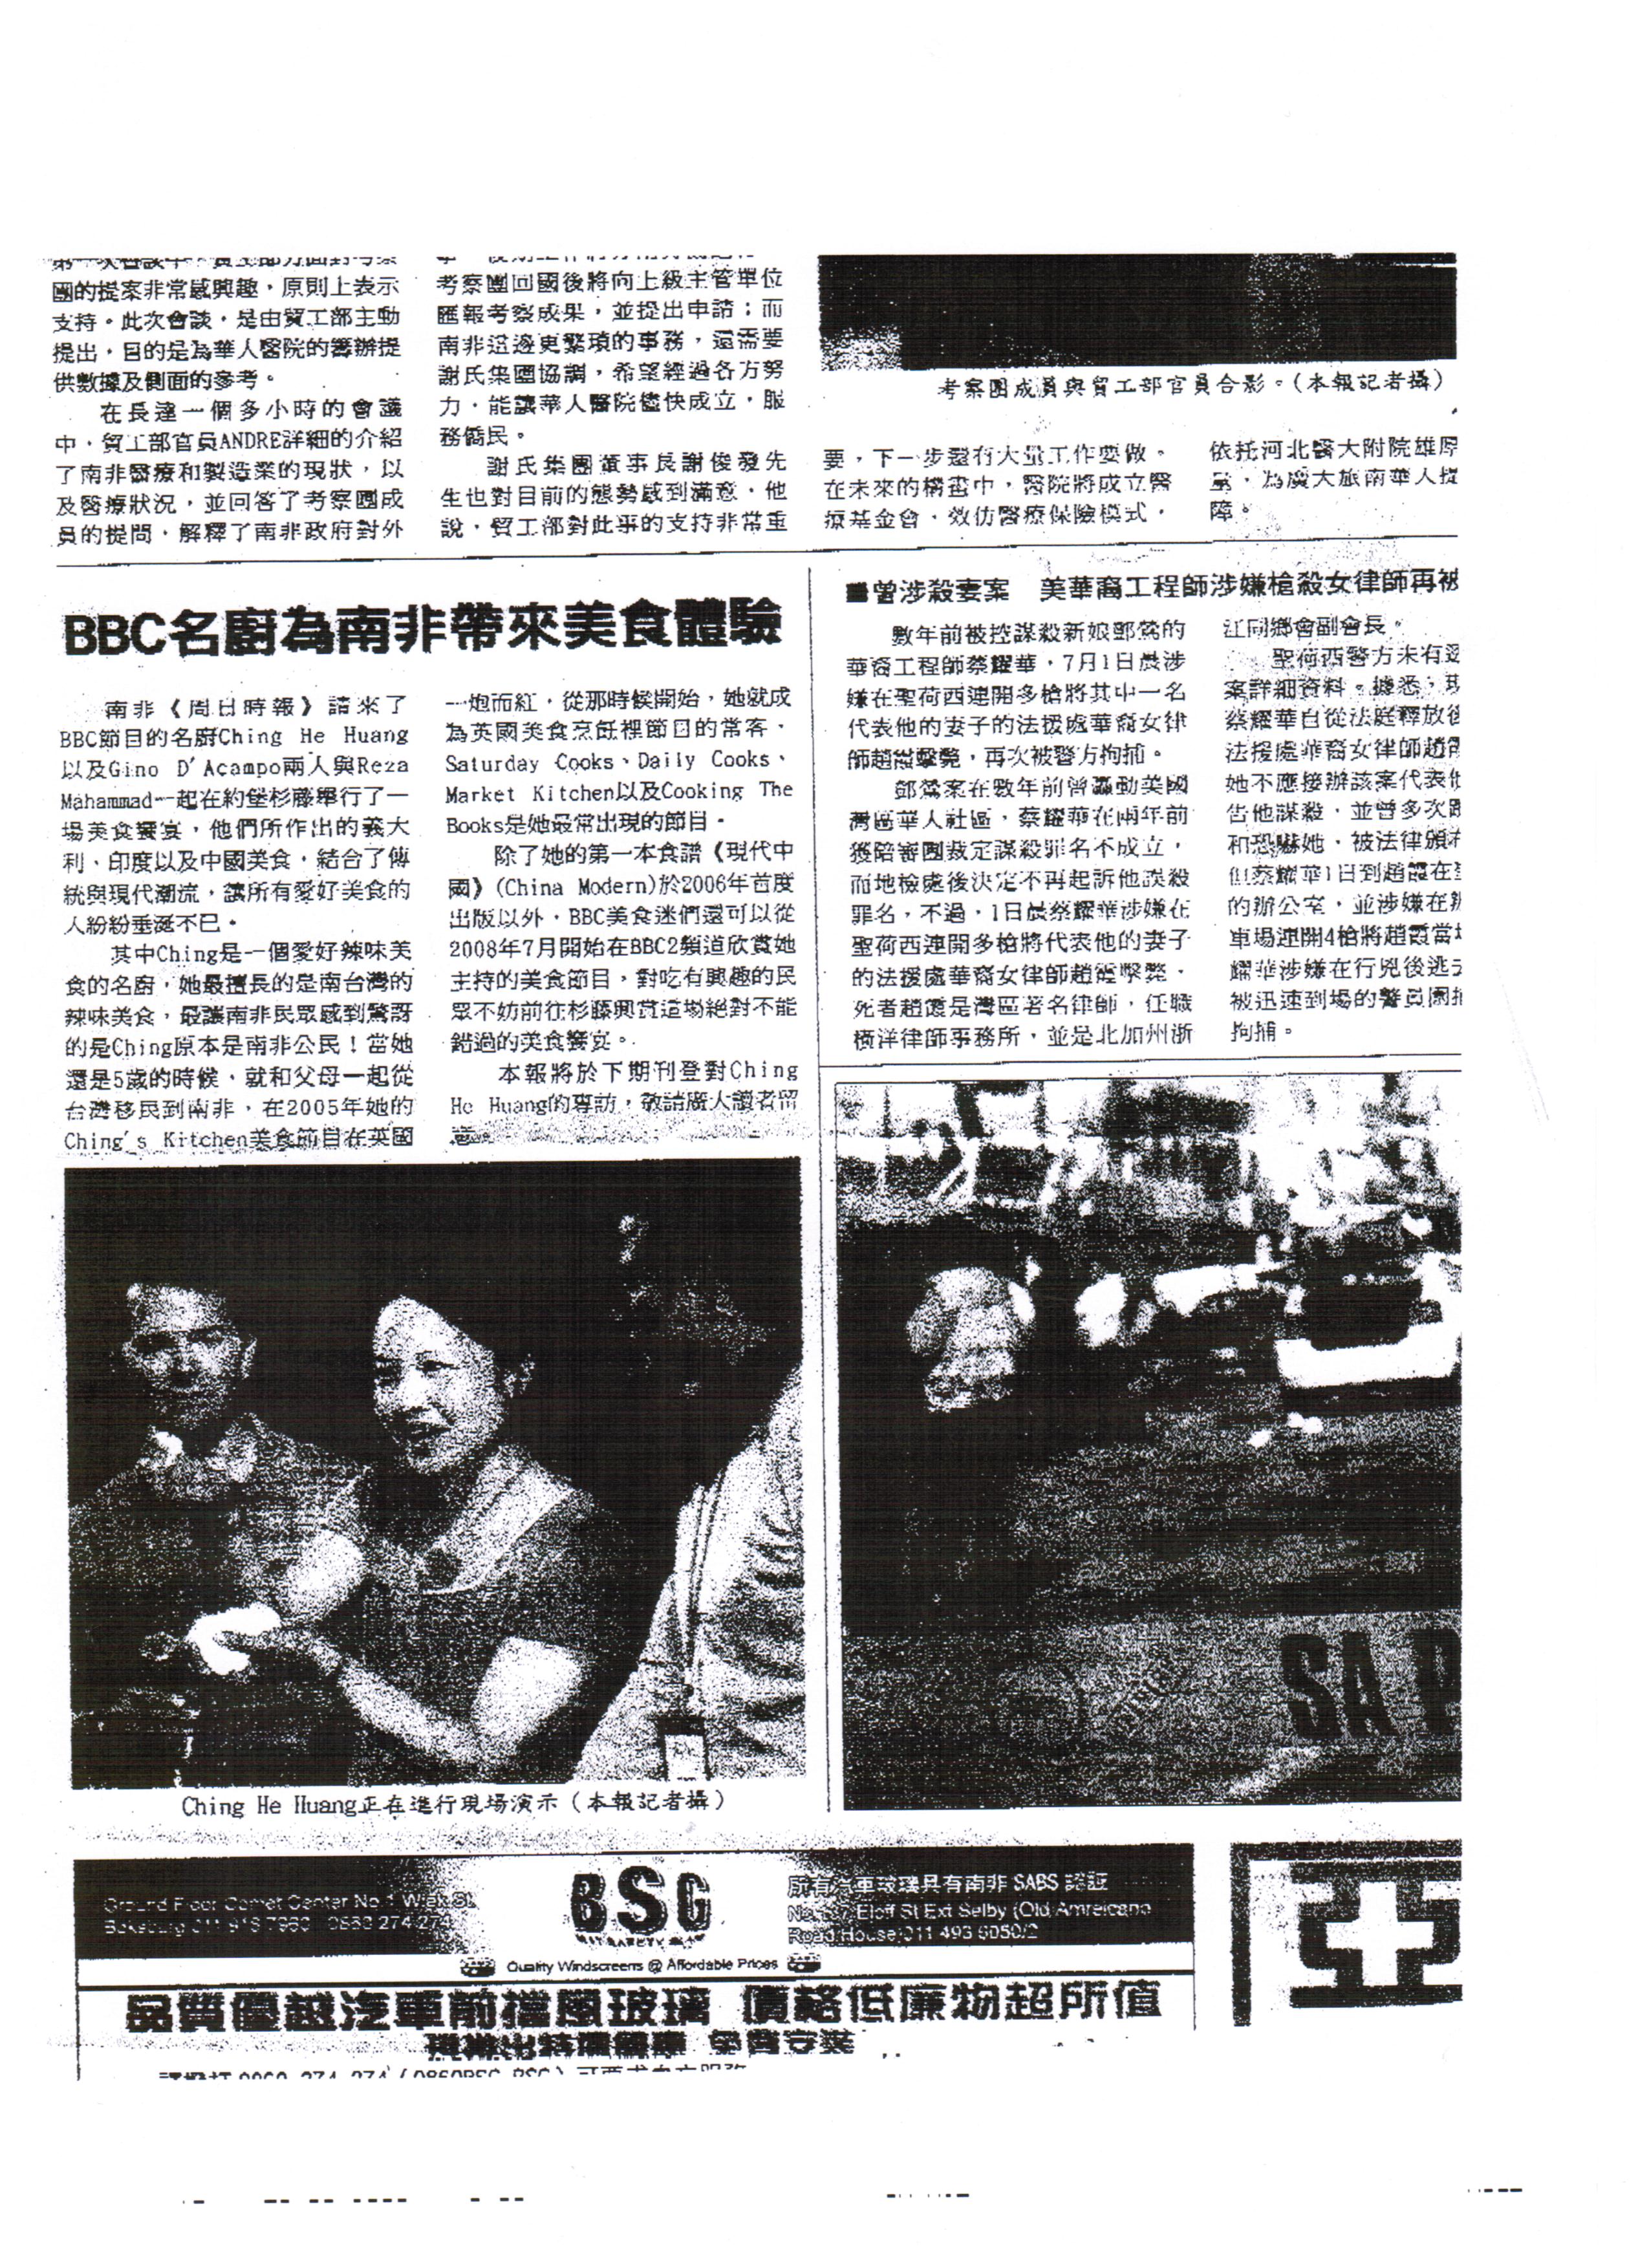 團的提案非常感興趣，原則上表示
支持。此次會談，是由貿工部主動
提出，目的是為華人醫院的籌辦提
供數據及側面的參考。
在長達一個多小時的會議
中，貿工部官員ANDRE詳細的介紹
了南非醫療和製造業的現狀，以
及醫療狀況，並回答了考察團成
員的提問，解釋了南非政府對外
考察團回國後將向上級主管單位
匯報考察成果，並提出申請；而
南非這邊更繁瑣的事務，還需要
謝氏集團協調，希望經過各方努
力，能讓華人醫院儘快成立，服
務僑民。
謝氏集團董事長謝俊發先
生也對目前的態勢感到滿意，他
說，貿工部對此事的支持非常重
考察團成員與貿工部官員合影。(本報記者攝)
要，下一步還有大量工作要做。
在未來的構畫中，醫院將成立醫
療基金會，效仿醫療保險模式，
依托河北醫大附院雄厚
，為廣大旅南華人提
障。
BBC名廚為南非帶來美食體驗
南非《周日時報》請來了
BBC節目的名廚Ching He Huang
以及Gino D'Acampo兩人與Reza
Mahammad一起在約堡杉藤舉行了一
場美食饗宴，他們所作出的義大
利、印度以及中國美食，結合了傳
統與現代潮流，讓所有愛好美食的
人紛紛垂涎不已。
其中Ching是一個愛好辣味美
食的名廚，她最擅長的是南台灣的
辣味美食，最讓南非民眾感到驚訝
的是Ching原本是南非公民！當她
還是5歲的時候，就和父母一起從
台灣移民到南非，在2005年她的
Ching's Kitchen美食節目在英國
一炮而紅，從那時候開始，她就成
為英國美食烹飪裡節目的常客，
Saturday Cooks、Daily Cooks、
Market Kitchen以及Cooking The
Books是她最常出現的節目。
除了她的第一本食譜《現代中
國》(China Modern)於2006年首度
出版以外，BBC美食迷們還可以從
2008年7月開始在BBC2頻道欣賞她
主持的美食節目，對吃有興趣的民
眾不妨前往杉藤興賞這場絕對不能
錯過的美食饗宴。
本報將於下期刊登對Ching
He Huang的專訪，敬請廣大讀者留
意。
Ching He Huang正在進行現場演示（本報記者攝）
■曾涉殺妻案 美華裔工程師涉嫌槍殺女律師再被
數年前被控謀殺新娘鄧鶯的
華裔工程師蔡耀華，7月1日晨涉
嫌在聖荷西連開多槍將其中一名
代表他的妻子的法援處華裔女律
師趙霞擊斃，再次被警方拘捕。
鄧鶯案在數年前曾轟動美國
灣區華人社區，蔡耀華在兩年前
獲陪審團裁定謀殺罪名不成立，
而地檢處後決定不再起訴他誤殺
罪名，不過，1日晨蔡耀華涉嫌在
聖荷西連開多槍將代表他的妻子
的法援處華裔女律師趙霞擊斃。
死者趙霞是灣區著名律師，任職
橫洋律師事務所，並是北加州浙
江同鄉會副會長。
聖荷西警方未有
案詳細資料。據悉，現
蔡耀華自從法庭釋放後
法援處華裔女律師趙霞
她不應接辦該案代表他
告他謀殺，並曾多次跟
和恐嚇她，被法律頒
但蔡耀華1日到趙霞在
的辦公室，並涉嫌在辦
車場連開4槍將趙霞當場
耀華涉嫌在行兇後逃
被迅速到場的警員圍捕
拘捕。
SA P
Ground Floor Comet Center No.1
Boksburg 011 918 7960
BSG
所有汽車玻璃具有南非 SABS 認証
Eloff St Ext Selby (Old Amreicano
Road House)011 493 6050/2
Quality Windscreens @ Affordable Prices
品質優越汽車前擋風玻璃 價格低廉物超所值
免費安裝
亞